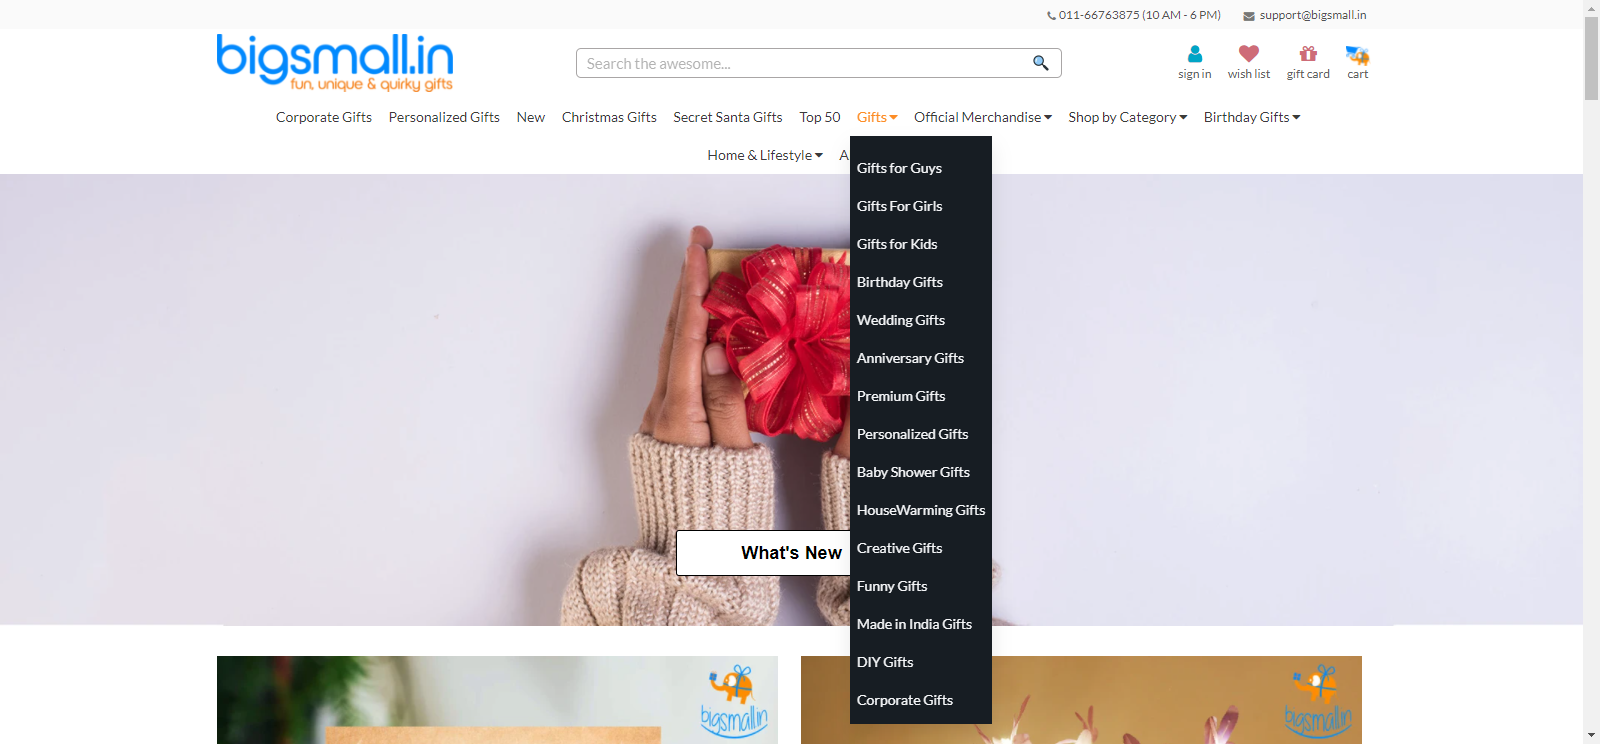 011-66763875 (10 AM - 6 PM) support@bigsmall.in
bigsmall.in
fun, unique & quirky gifts
Search the awesome...
sign in wish list gift card cart
Corporate Gifts Personalized Gifts New Christmas Gifts Secret Santa Gifts Top 50 Gifts Official Merchandise Shop by Category Birthday Gifts
Home & Lifestyle A
Gifts for Guys
Gifts For Girls
Gifts for Kids
Birthday Gifts
Wedding Gifts
Anniversary Gifts
Premium Gifts
Personalized Gifts
Baby Shower Gifts
HouseWarming Gifts
Creative Gifts
Funny Gifts
Made in India Gifts
DIY Gifts
Corporate Gifts
What's New
bigsmall.in
bigsmall.in